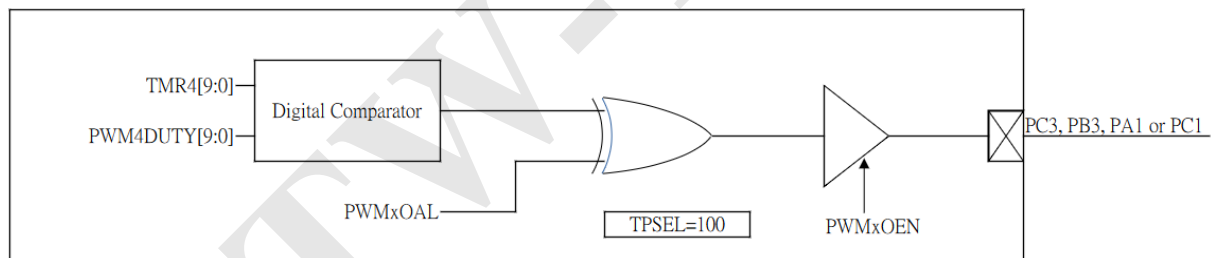 TMR4[9:0]
Digital Comparator
PWM4DUTY[9:0]
PC3, PB3, PA1 or PC1
PWMxOAL
TPSEL=100
PWMxOEN